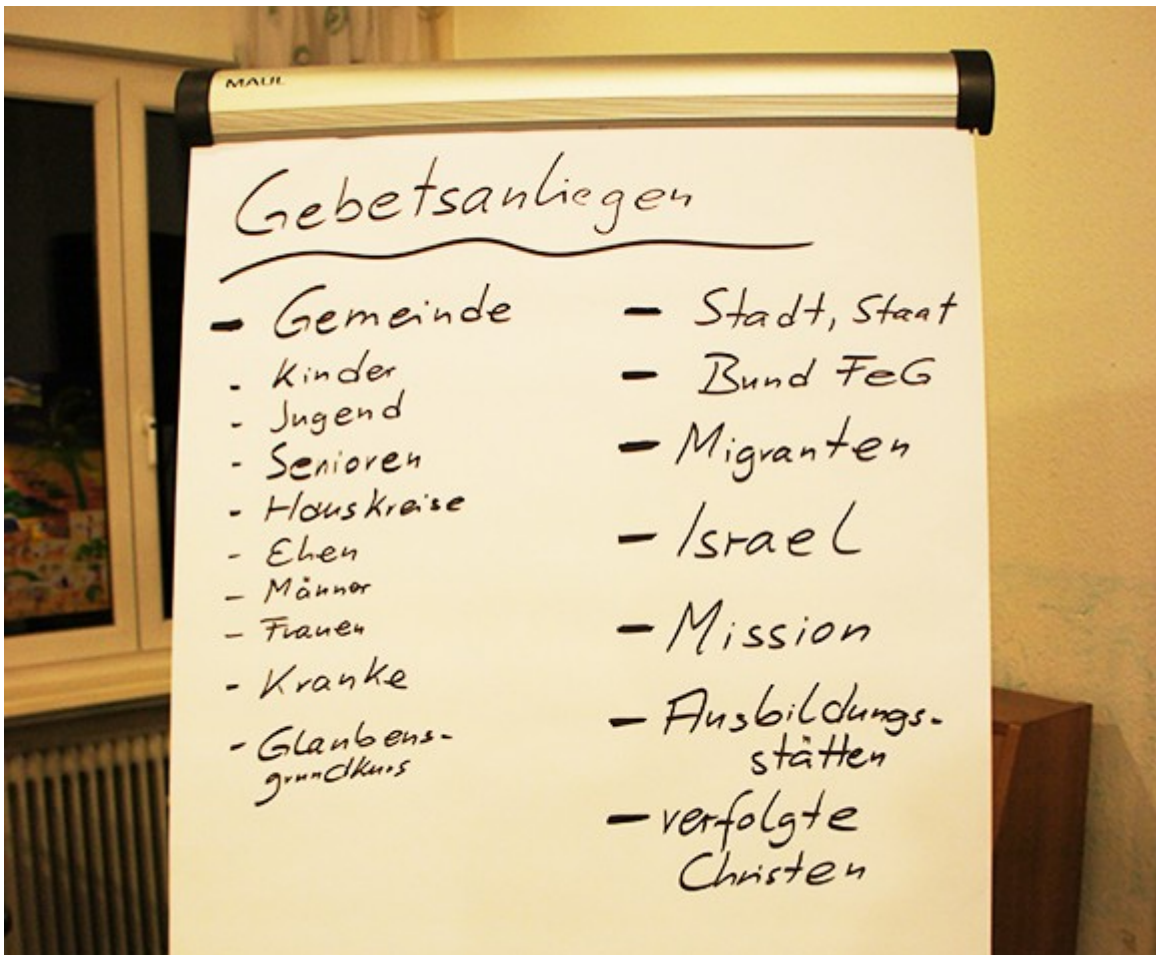 MAUL
Gebetsanliegen
- Gemeinde
- Kinder
- Jugend
- Senioren
- Hauskreise
- Ehen
- Männer
- Frauen
- Kranke
- Glaubens-
grundkurs
- Stadt, Staat
- Bund FeG
- Migranten
- Israel
- Mission
- Ausbildungs-
stätten
- verfolgte
Christen